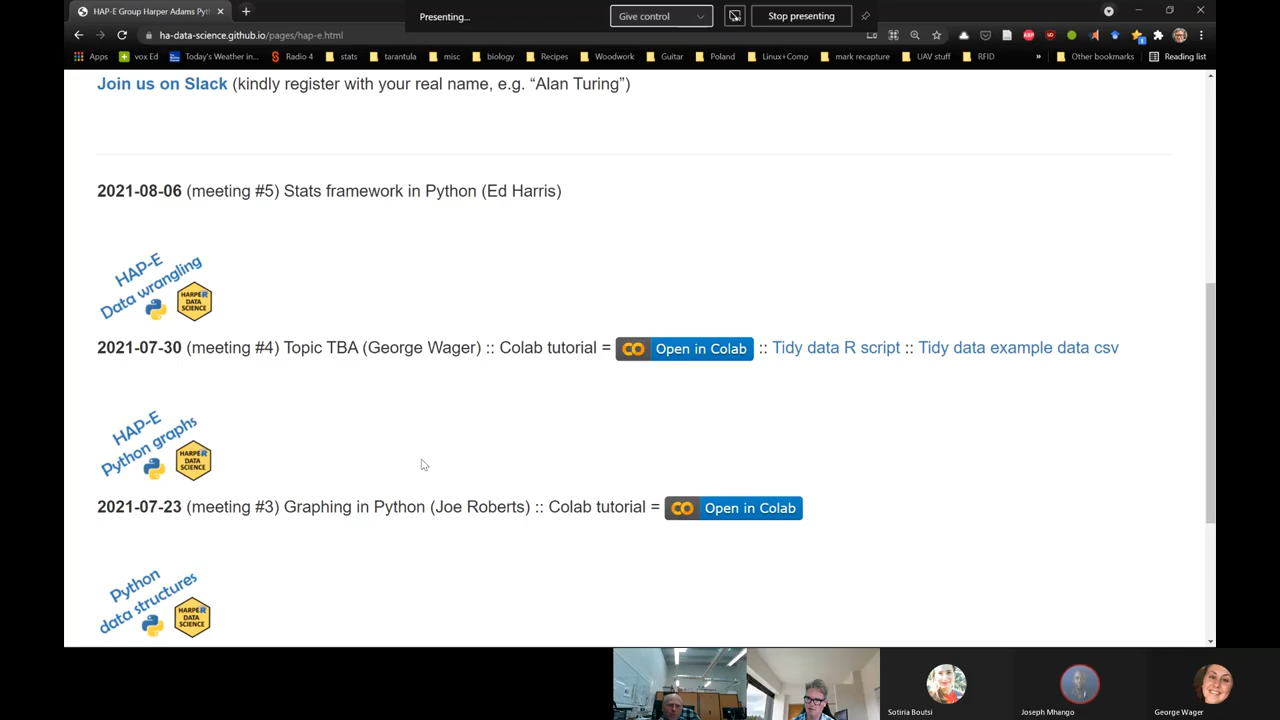 HAP-E Group Harper Adams Pyt
Presenting...
Give control
Stop presenting
ha-data-science.github.io/pages/hap-e.html
Apps
vox Ed
Today's Weather in...
Radio 4
stats
tarantula
misc
biology
Recipes
Woodwork
Guitar
Poland
Linux+Comp
mark recapture
UAV stuff
RFID
»
Other bookmarks
Reading list
Join us on Slack (kindly register with your real name, e.g. “Alan Turing”)
2021-08-06 (meeting #5) Stats framework in Python (Ed Harris)
HAP-E
Data wrangling
HARPER
DATA
SCIENCE
2021-07-30 (meeting #4) Topic TBA (George Wager) :: Colab tutorial = CO Open in Colab :: Tidy data R script :: Tidy data example data csv
HAP-E
Python graphs
HARPER
DATA
SCIENCE
2021-07-23 (meeting #3) Graphing in Python (Joe Roberts) :: Colab tutorial = CO Open in Colab
Python
data structures
HARPER
DATA
SCIENCE
Sotiria Boutsi
Joseph Mhango
George Wager